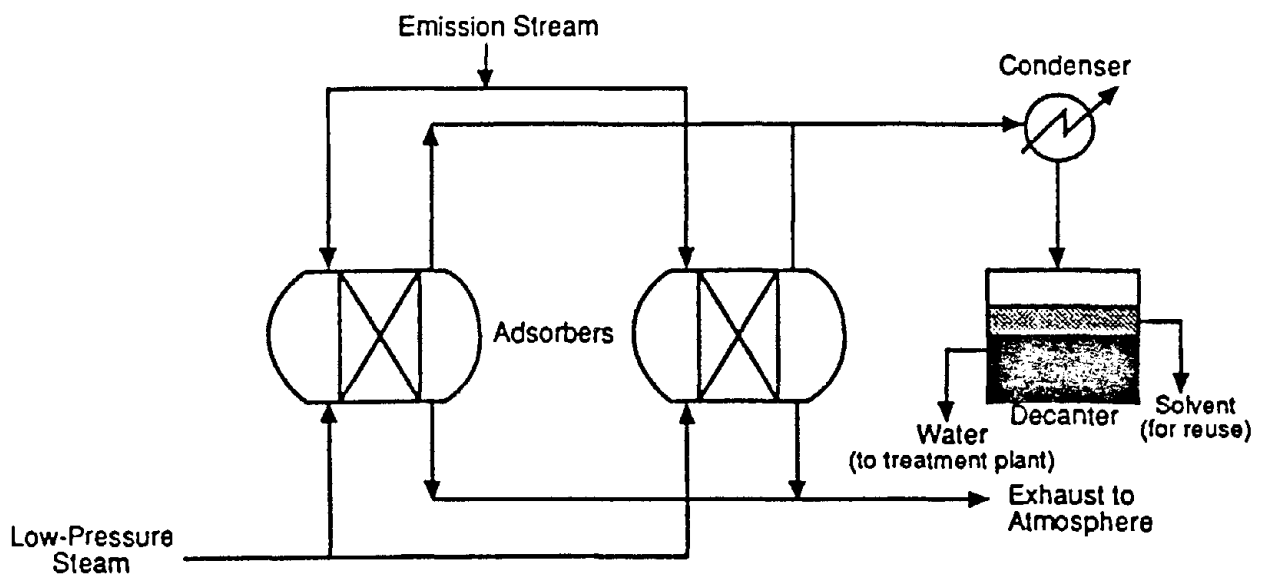 Emission Stream
Condenser
Adsorbers
Decanter
Solvent
(for reuse)
Water
(to treatment plant)
Exhaust to
Atmosphere
Low-Pressure
Steam